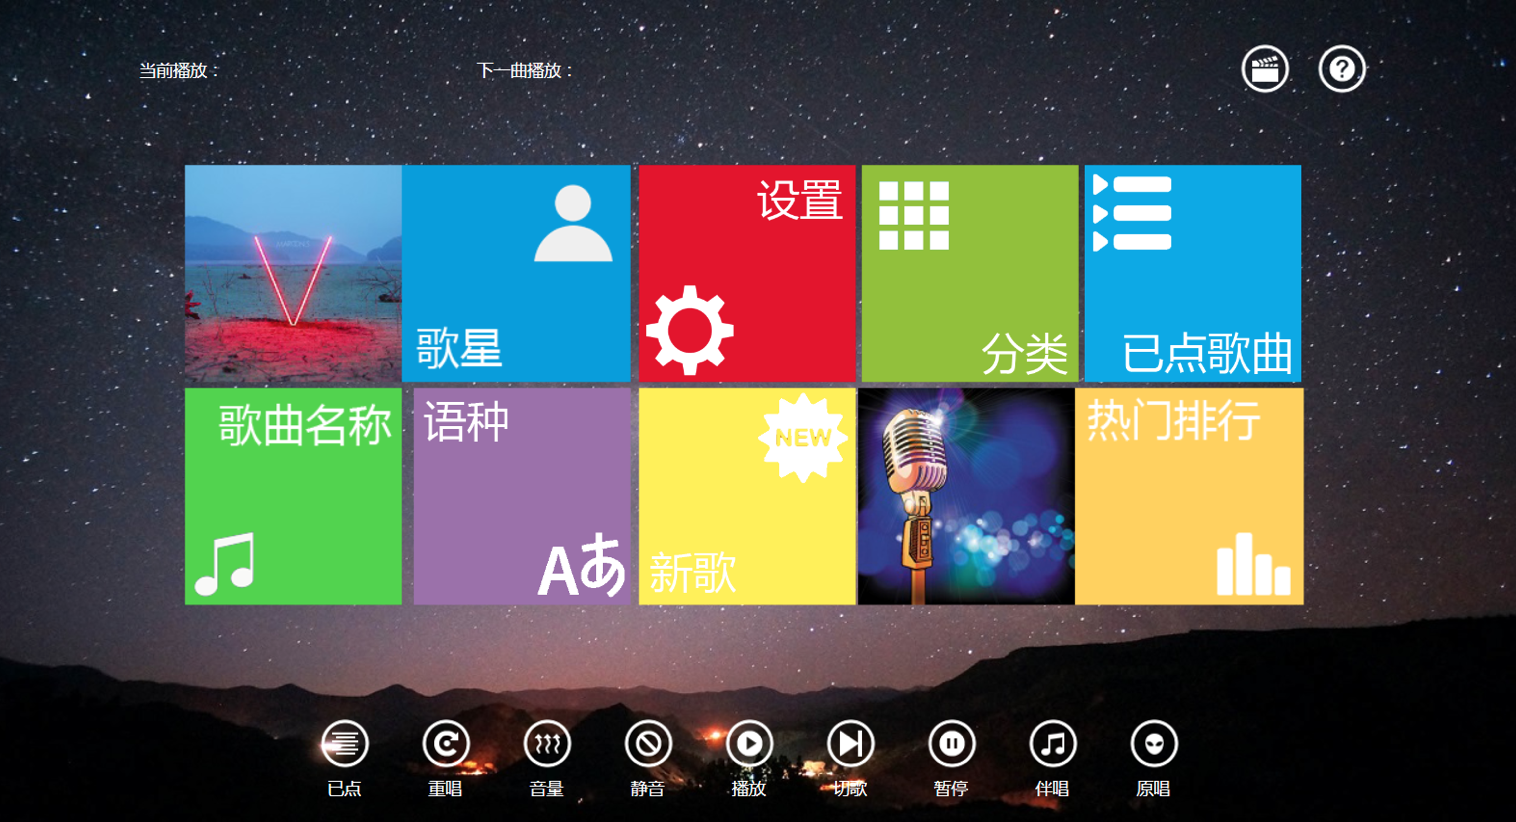 当前播放：
下一曲播放：
歌星
设置
分类
已点歌曲
歌曲名称
语种
Aあ
NEW
新歌
热门排行
已点
重唱
音量
静音
播放
切歌
暂停
伴唱
原唱